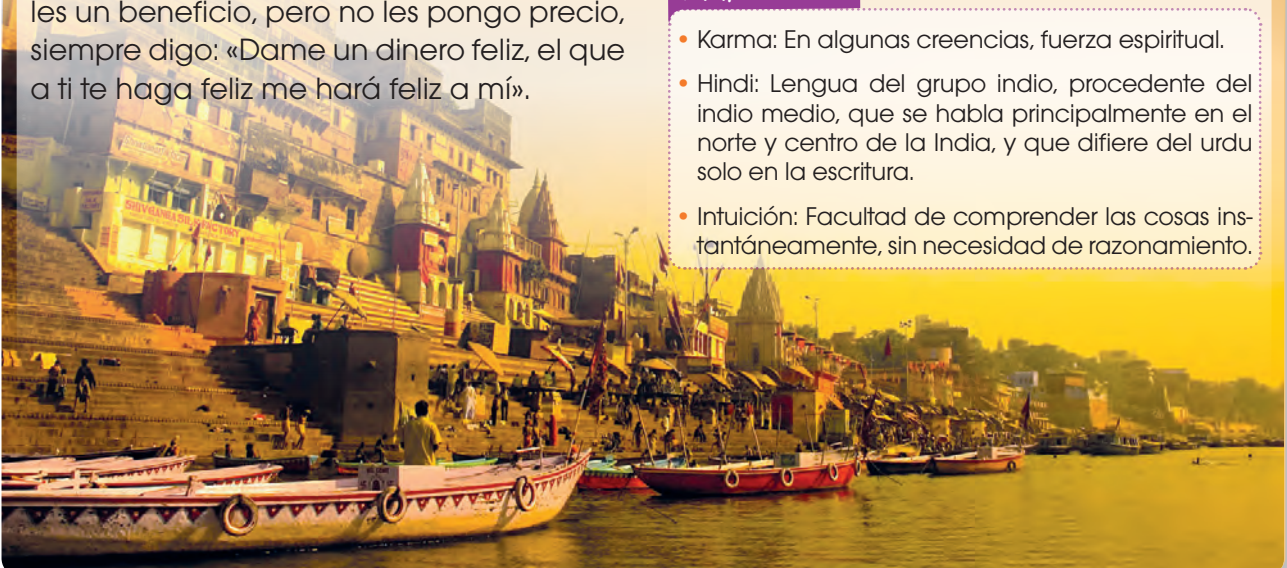 les un beneficio, pero no les pongo precio,
siempre digo: «Dame un dinero feliz, el que
a ti te haga feliz me hará feliz a mí».
• Karma: En algunas creencias, fuerza espiritual.
• Hindi: Lengua del grupo indio, procedente del
indio medio, que se habla principalmente en el
norte y centro de la India, y que difiere del urdu
solo en la escritura.
• Intuición: Facultad de comprender las cosas ins-
tantáneamente, sin necesidad de razonamiento.
SHIVGANGA SILK FACTORY